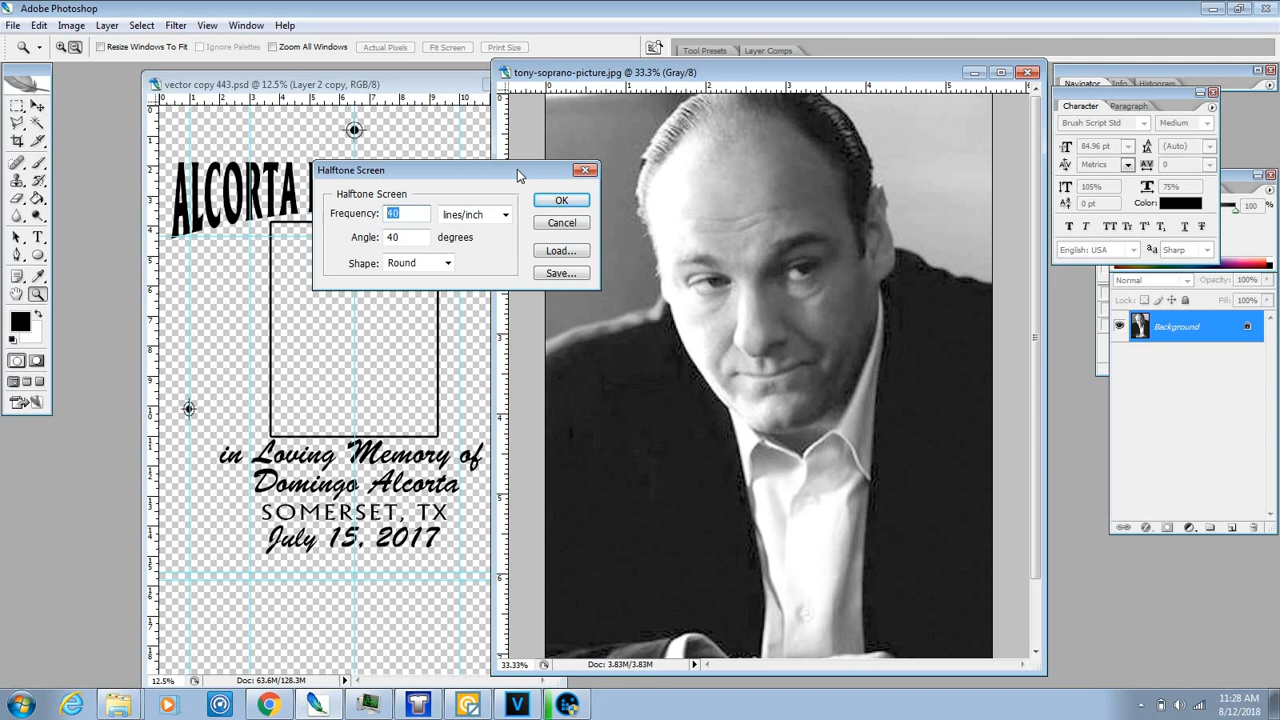 Adobe Photoshop
File Edit Image Layer Select Filter View Window Help
Resize Windows To Fit Ignore Palettes Zoom All Windows Actual Pixels Fit Screen Print Size Tool Presets Layer Comps
vector copy 443.psd @ 12.5% (Layer 2 copy, RGB/8)
ALCORTA
in Loving Memory of
Domingo Alcorta
SOMERSET, TX
July 15, 2017
12.5% Doc: 63.6M/128.3M
Halftone Screen
Halftone Screen
Frequency: 40 lines/inch
Angle: 40 degrees
Shape: Round
OK
Cancel
Load...
Save...
tony-soprano-picture.jpg @ 33.3% (Gray/8)
33.33% Doc: 3.83M/3.83M
Navigator Info Histogram
Character Paragraph
Brush Script Std Medium
84.96 pt (Auto)
Metrics 0
105% 75%
0 pt Color:
T T TT Tr T¹ T₁ T T
English: USA aa Sharp
100
Normal Opacity: 100%
Lock: Fill: 100%
Background
11:28 AM
8/12/2018